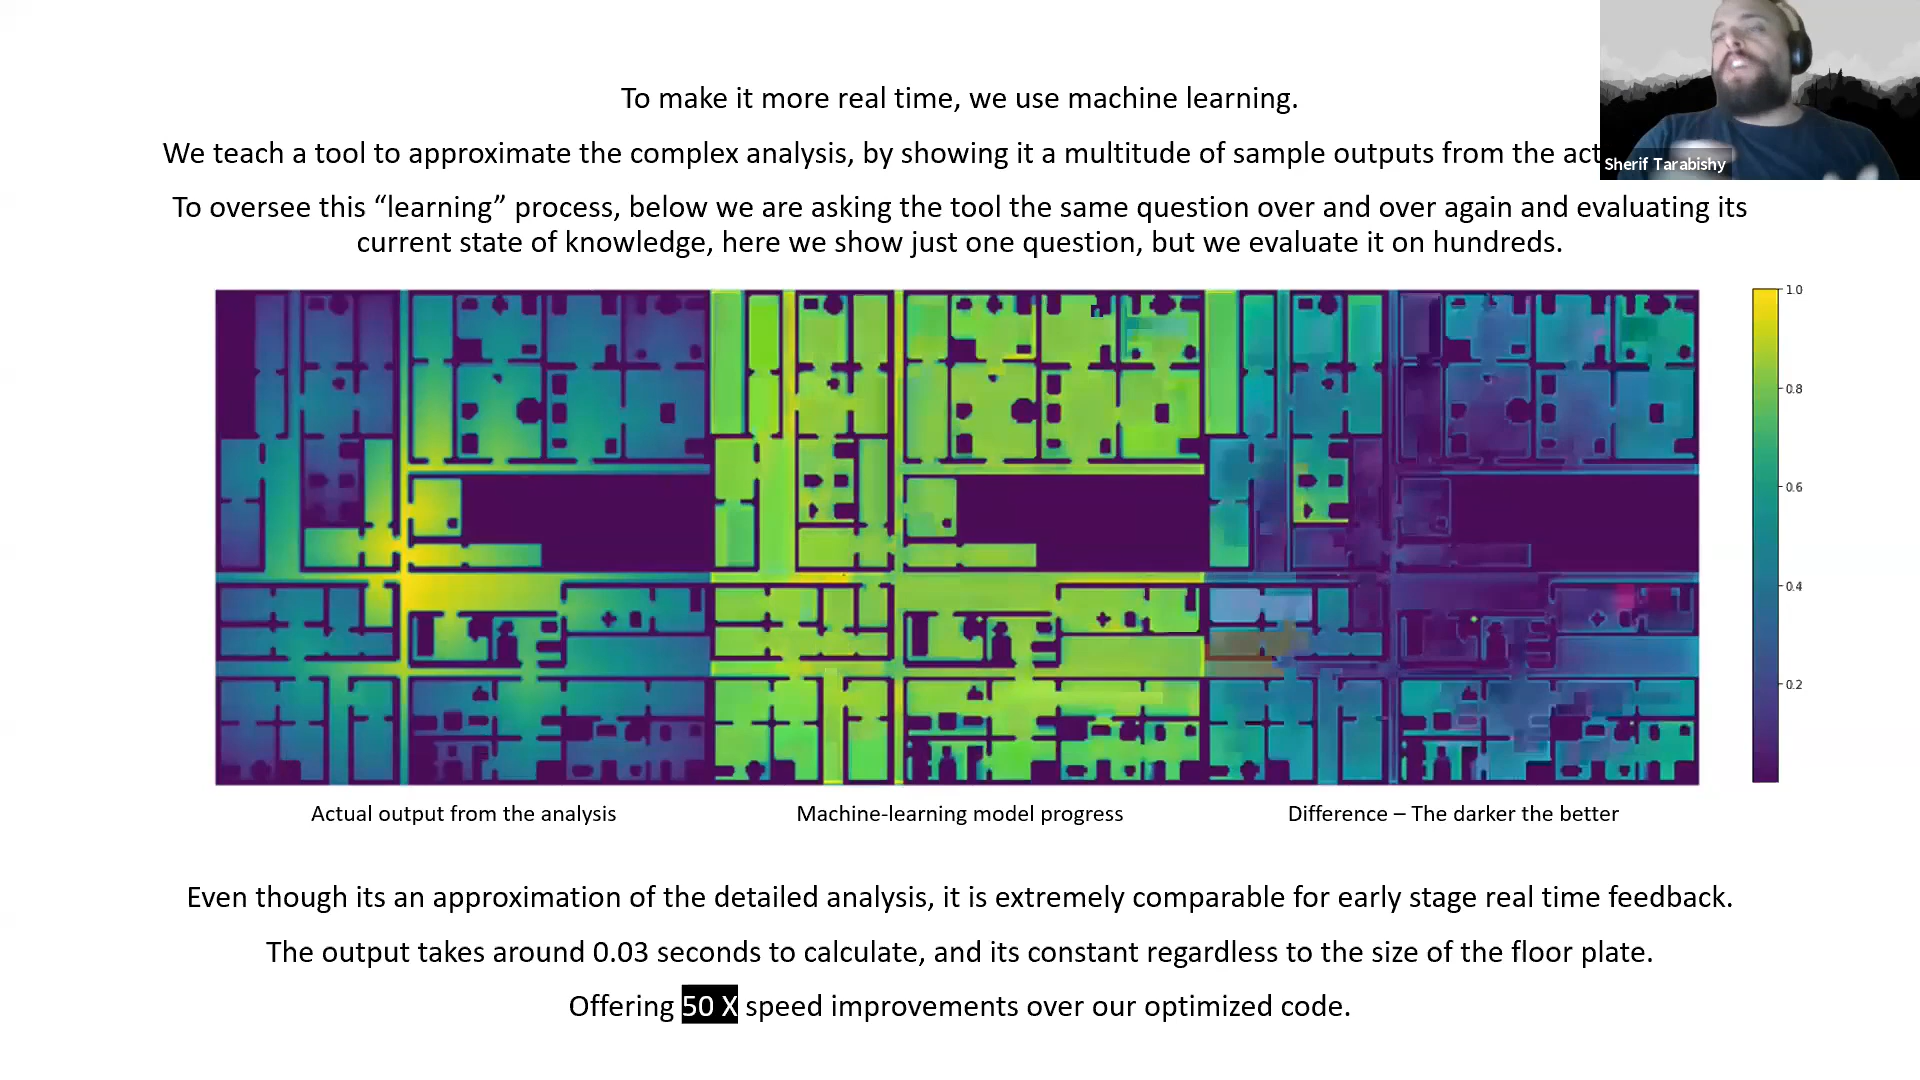 To make it more real time, we use machine learning.
We teach a tool to approximate the complex analysis, by showing it a multitude of sample outputs from the
Sherif Tarabishy
To oversee this “learning” process, below we are asking the tool the same question over and over again and evaluating its
current state of knowledge, here we show just one question, but we evaluate it on hundreds.
1.0
0.8
0.6
0.4
0.2
Actual output from the analysis
Machine-learning model progress
Difference – The darker the better
Even though its an approximation of the detailed analysis, it is extremely comparable for early stage real time feedback.
The output takes around 0.03 seconds to calculate, and its constant regardless to the size of the floor plate.
Offering 50 X speed improvements over our optimized code.